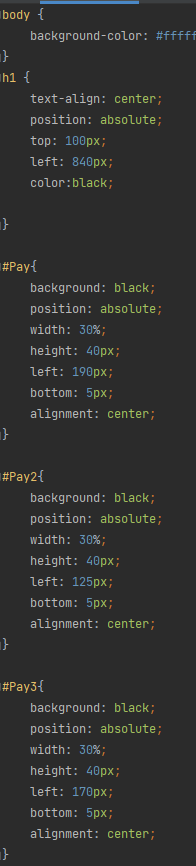 body {
background-color: #fffff
}
h1 {
text-align: center;
position: absolute;
top: 100px;
left: 840px;
color:black;
}
#Pay{
background: black;
position: absolute;
width: 30%;
height: 40px;
left: 190px;
bottom: 5px;
alignment: center;
}
#Pay2{
background: black;
position: absolute;
width: 30%;
height: 40px;
left: 125px;
bottom: 5px;
alignment: center;
}
#Pay3{
background: black;
position: absolute;
width: 30%;
height: 40px;
left: 170px;
bottom: 5px;
alignment: center;
}